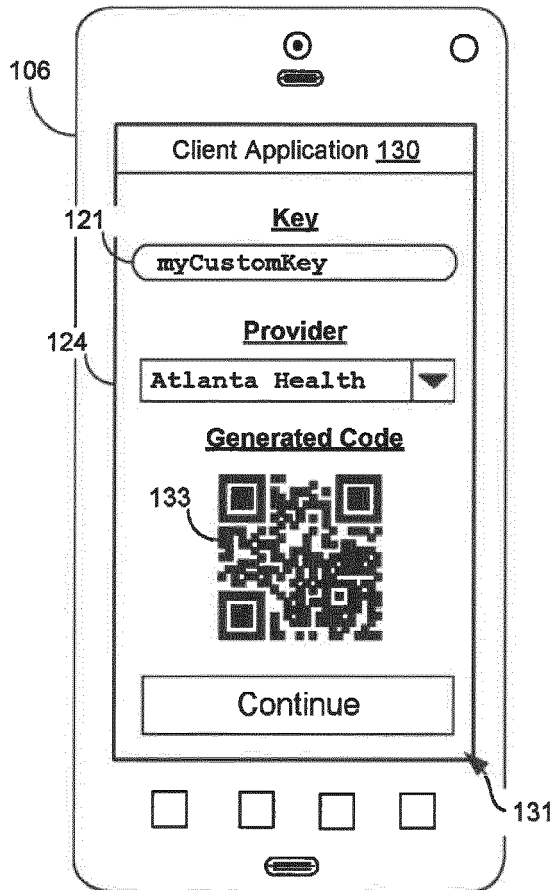 106
Client Application 130
Key
121
myCustomKey
Provider
124
Atlanta Health
Generated Code
133
Continue
131